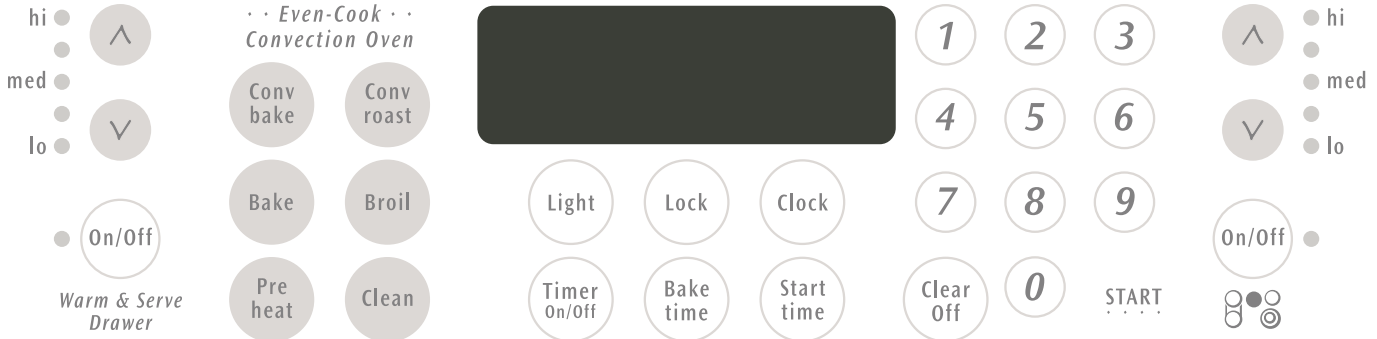 hi
med
lo
On/Off
Warm & Serve
Drawer
· · Even-Cook · ·
Convection Oven
Conv
bake
Conv
roast
Bake
Broil
Pre
heat
Clean
Light
Lock
Clock
Timer
On/Off
Bake
time
Start
time
1 2 3
4 5 6
7 8 9
Clear
Off
0
START
hi
med
lo
On/Off